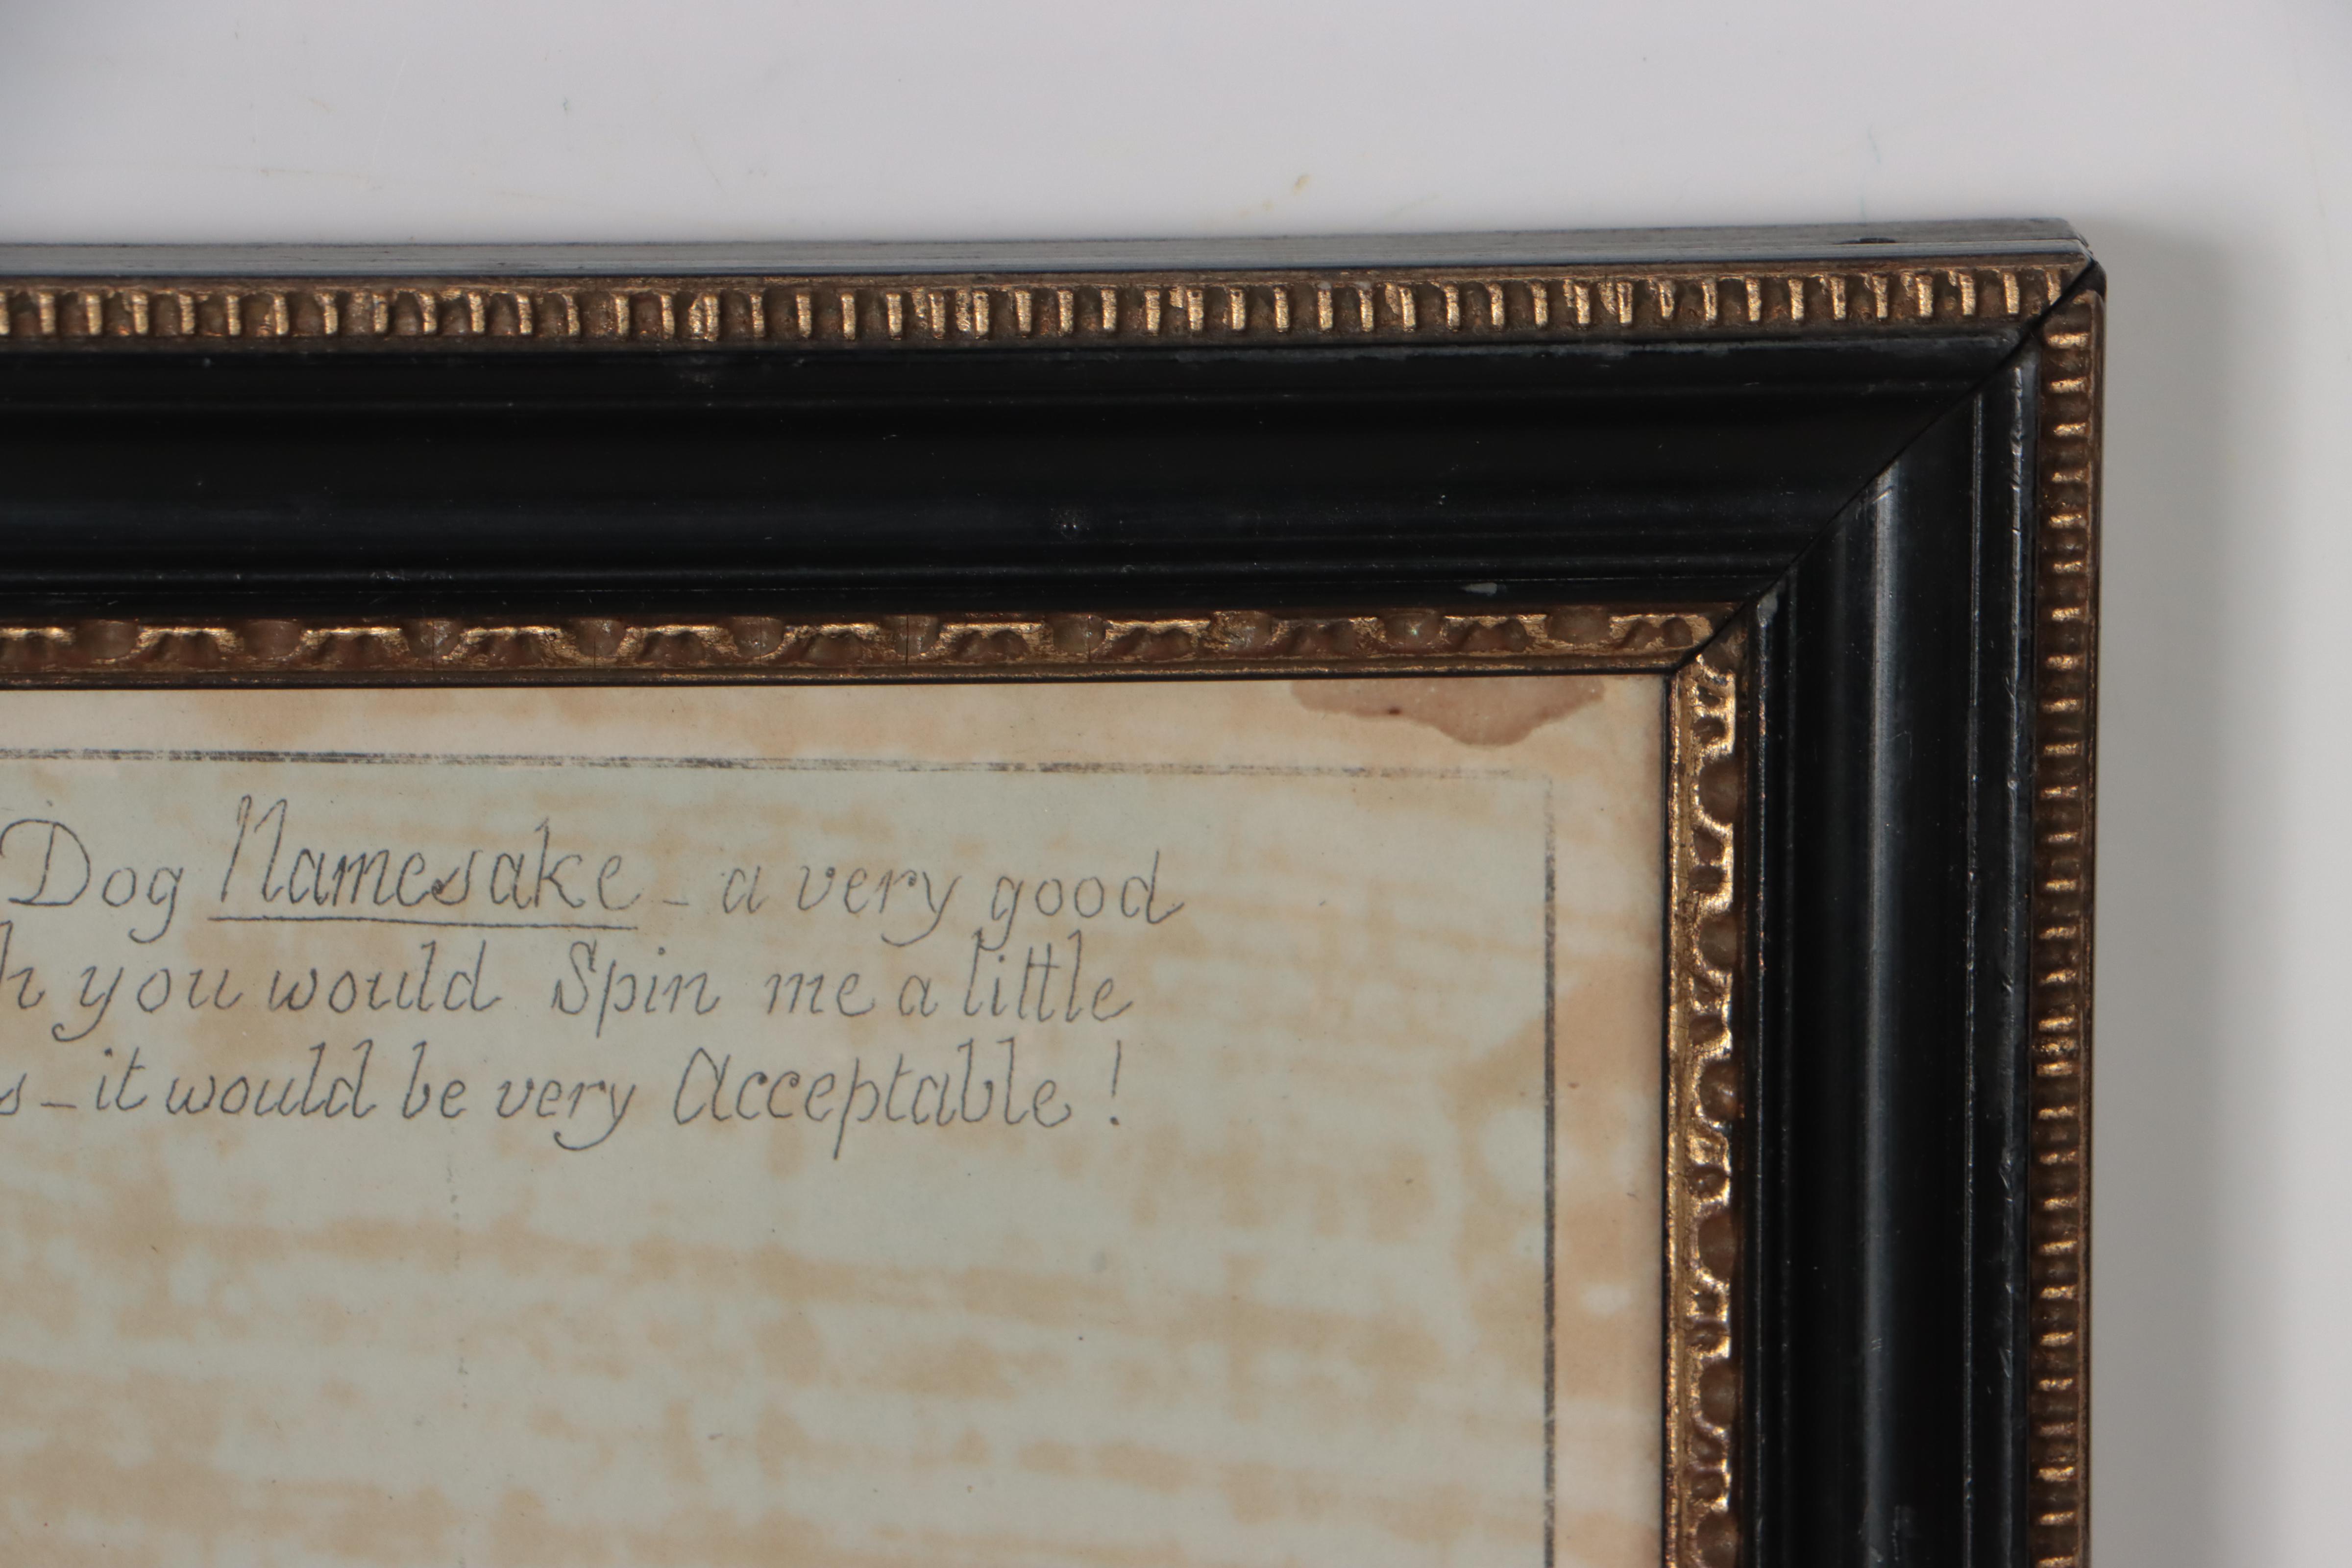 Dog Namesake - a very good
h you would Spin me a little
s - it would be very Acceptable !